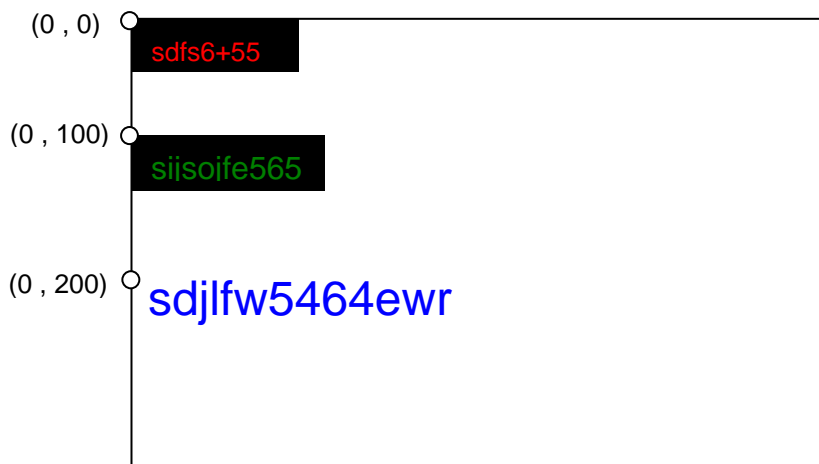 (0 , 0)
sdfs6+55
(0 , 100)
sijsojfe565
(0 , 200)
sdjlfw5464ewr